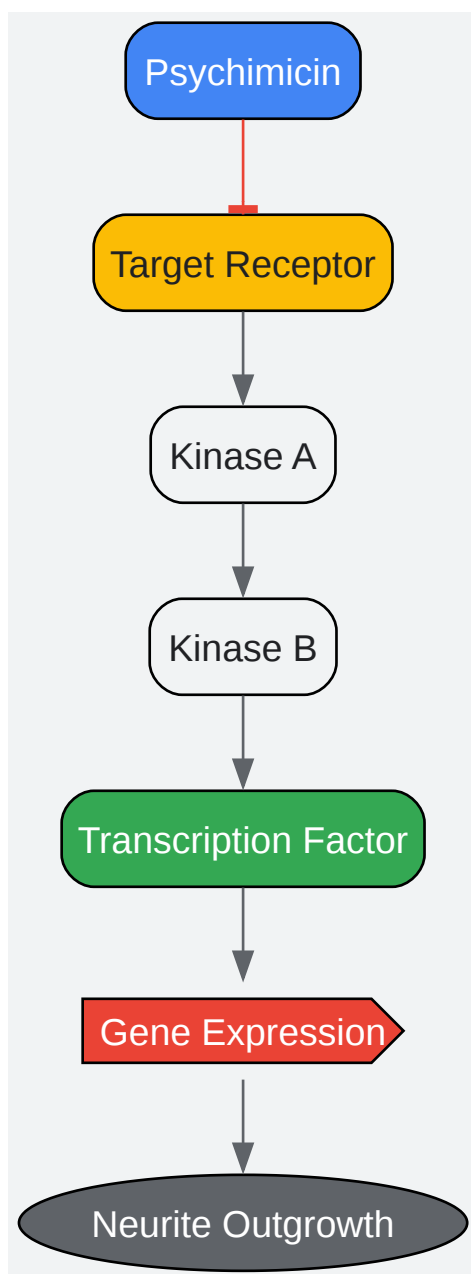 Psychimicin
Target Receptor
Kinase A
Kinase B
Transcription Factor
Gene Expression
Neurite Outgrowth